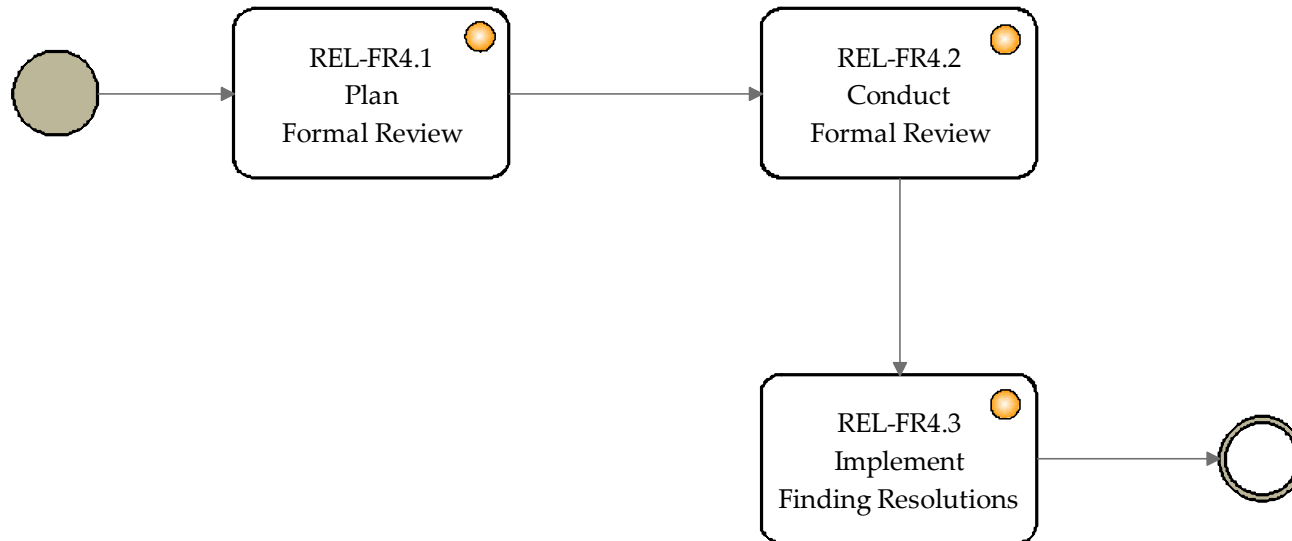 REL-FR4.1
Plan
Formal Review
REL-FR4.2
Conduct
Formal Review
REL-FR4.3
Implement
Finding Resolutions